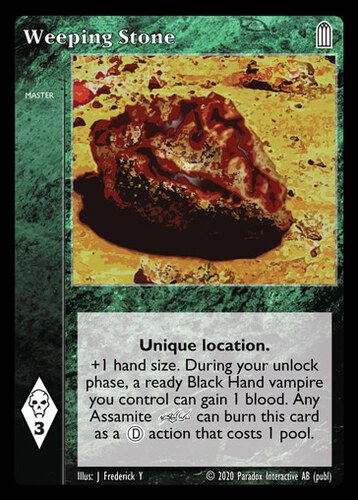 Weeping Stone
MASTER
Unique location.
+1 hand size. During your unlock
phase, a ready Black Hand vampire
you control can gain 1 blood. Any
Assamite can burn this card
as a Ⓓ action that costs 1 pool.
3
Illus: J Frederick Y © 2020 Paradox Interactive AB (publ)